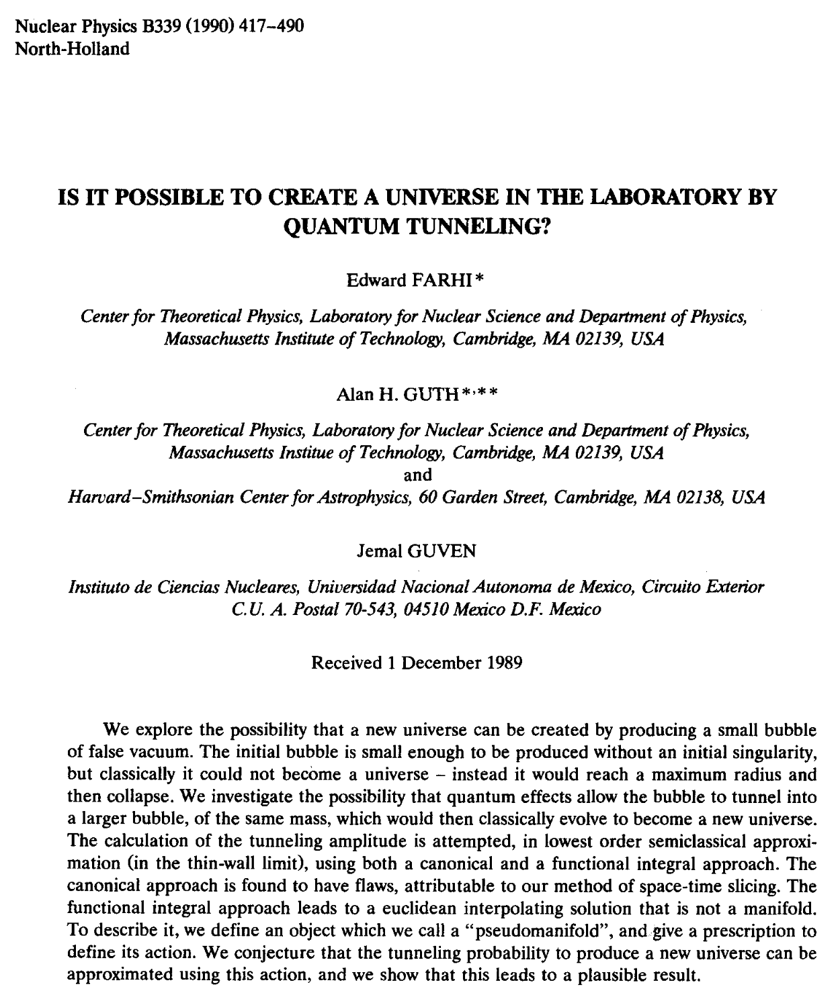 Nuclear Physics B339 (1990) 417–490
North-Holland
IS IT POSSIBLE TO CREATE A UNIVERSE IN THE LABORATORY BY
QUANTUM TUNNELING?
Edward FARHI*
Center for Theoretical Physics, Laboratory for Nuclear Science and Department of Physics,
Massachusetts Institute of Technology, Cambridge, MA 02139, USA
Alan H. GUTH*,**
Center for Theoretical Physics, Laboratory for Nuclear Science and Department of Physics,
Massachusetts Institue of Technology, Cambridge, MA 02139, USA
and
Harvard–Smithsonian Center for Astrophysics, 60 Garden Street, Cambridge, MA 02138, USA
Jemal GUVEN
Instituto de Ciencias Nucleares, Universidad Nacional Autonoma de Mexico, Circuito Exterior
C.U. A. Postal 70-543, 04510 Mexico D.F. Mexico
Received 1 December 1989
We explore the possibility that a new universe can be created by producing a small bubble
of false vacuum. The initial bubble is small enough to be produced without an initial singularity,
but classically it could not become a universe – instead it would reach a maximum radius and
then collapse. We investigate the possibility that quantum effects allow the bubble to tunnel into
a larger bubble, of the same mass, which would then classically evolve to become a new universe.
The calculation of the tunneling amplitude is attempted, in lowest order semiclassical approxi-
mation (in the thin-wall limit), using both a canonical and a functional integral approach. The
canonical approach is found to have flaws, attributable to our method of space-time slicing. The
functional integral approach leads to a euclidean interpolating solution that is not a manifold.
To describe it, we define an object which we call a “pseudomanifold”, and give a prescription to
define its action. We conjecture that the tunneling probability to produce a new universe can be
approximated using this action, and we show that this leads to a plausible result.